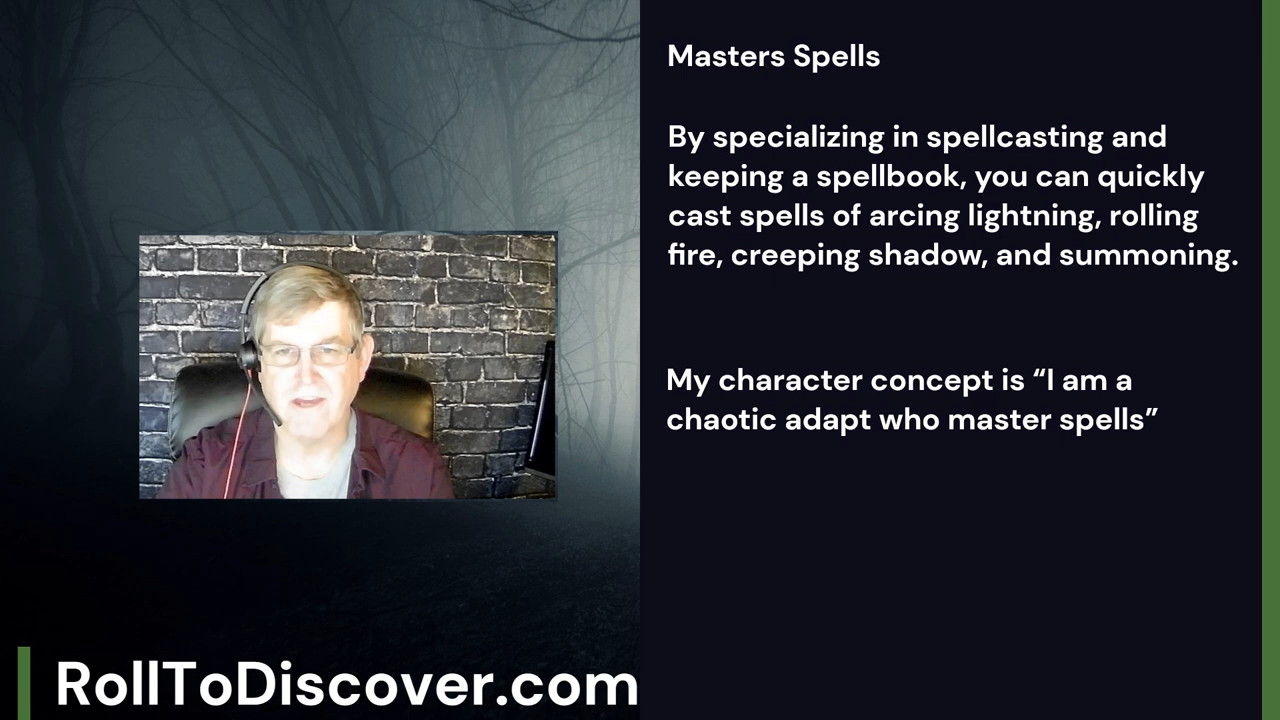 Masters Spells
By specializing in spellcasting and
keeping a spellbook, you can quickly
cast spells of arcing lightning, rolling
fire, creeping shadow, and summoning.
My character concept is “I am a
chaotic adapt who master spells”
RollToDiscover.com